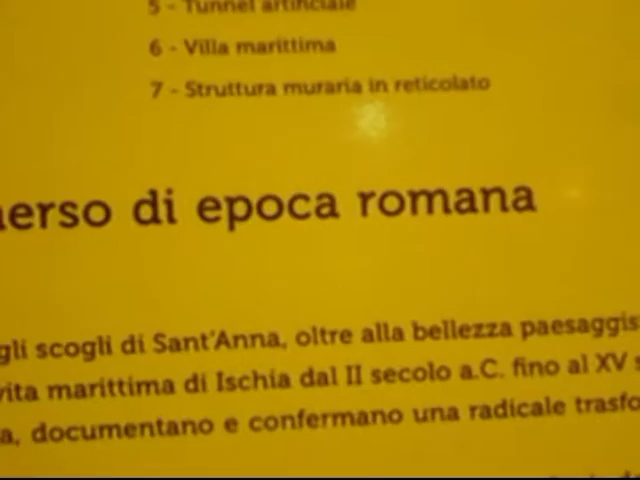 5 - Tunnel artificiale
6 - Villa marittima
7 - Struttura muraria in reticolato
erso di epoca romana
gli scogli di Sant'Anna, oltre alla bellezza paesaggis
vita marittima di Ischia dal II secolo a.C. fino al XV s
a, documentano e confermano una radicale trasfo